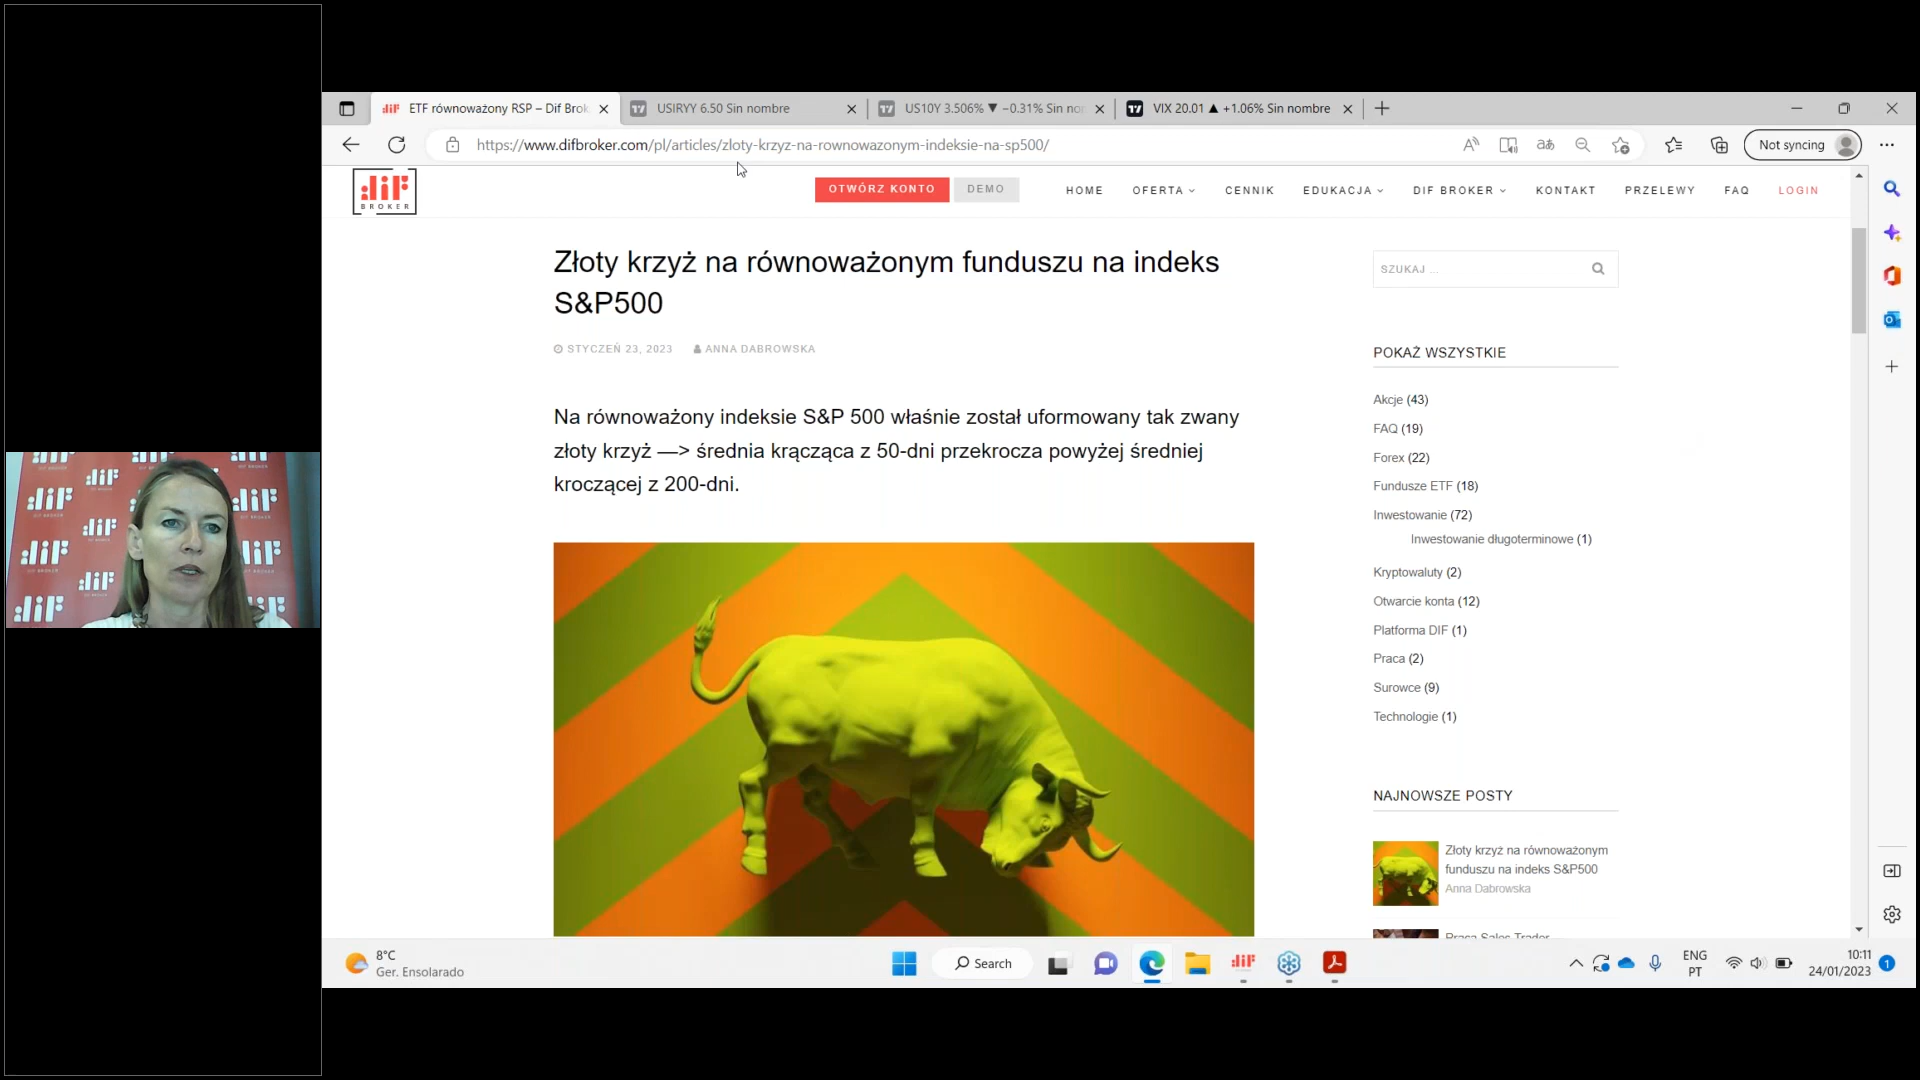 ETF równoważony RSP – Dif Brok
USIRYY 6.50 Sin nombre
US10Y 3.506% ▼ −0.31% Sin no
VIX 20.01 ▲ +1.06% Sin nombre
https://www.difbroker.com/pl/articles/zloty-krzyz-na-rownowazonym-indeksie-na-sp500/
Not syncing
dif
BROKER
OTWÓRZ KONTO
DEMO
HOME
OFERTA
CENNIK
EDUKACJA
DIF BROKER
KONTAKT
PRZELEWY
FAQ
LOGIN
Złoty krzyż na równoważonym funduszu na indeks
S&P500
STYCZEŃ 23, 2023
ANNA DABROWSKA
Na równoważony indeksie S&P 500 właśnie został uformowany tak zwany
złoty krzyż —> średnia krącząca z 50-dni przekrocza powyżej średniej
kroczącej z 200-dni.
SZUKAJ ...
POKAŻ WSZYSTKIE
Akcje (43)
FAQ (19)
Forex (22)
Fundusze ETF (18)
Inwestowanie (72)
Inwestowanie długoterminowe (1)
Kryptowaluty (2)
Otwarcie konta (12)
Platforma DIF (1)
Praca (2)
Surowce (9)
Technologie (1)
NAJNOWSZE POSTY
Złoty krzyż na równoważonym
funduszu na indeks S&P500
Anna Dabrowska
Praca Sales Trader
8°C
Ger. Ensolarado
Search
ENG
PT
10:11
24/01/2023
1